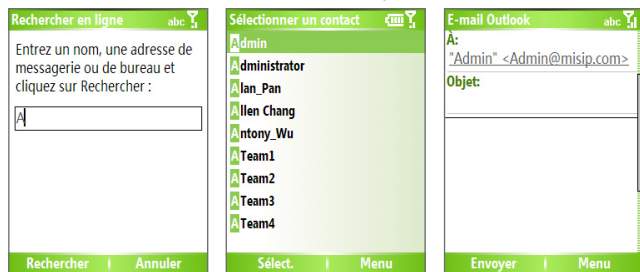 Rechercher en ligne abc
Entrez un nom, une adresse de
messagerie ou de bureau et
cliquez sur Rechercher :
A
Rechercher Annuler
Sélectionner un contact
Admin
Administrator
Alan_Pan
Allen Chang
Antony_Wu
ATeam1
ATeam2
ATeam3
ATeam4
Sélect. Menu
E-mail Outlook abc
À:
"Admin" <Admin@misip.com>
Objet:
Envoyer Menu